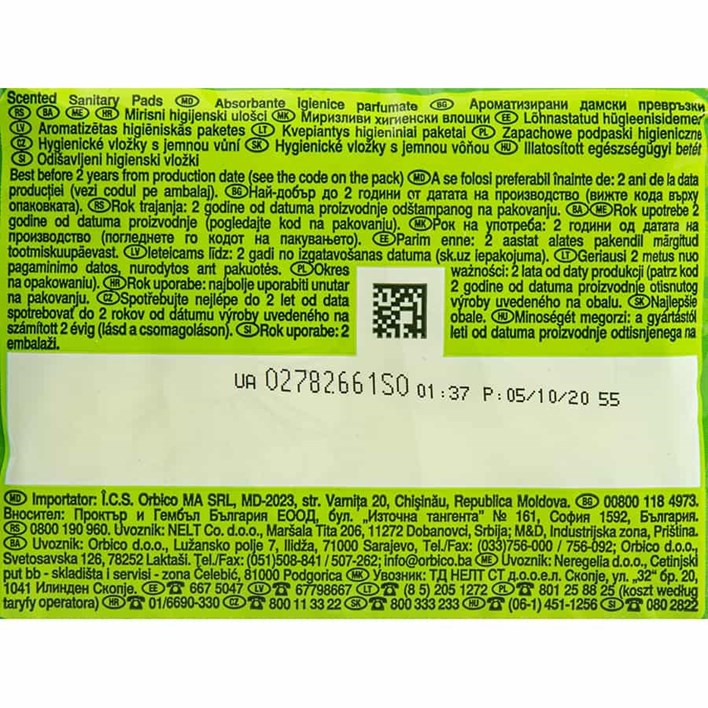 Scented Sanitary Pads MD Absorbante Igienice parfumate BG Ароматизирани дамски превръзки
RS BA ME HR Mirisni higijenski ulošci MK Миризливи хигиенски влошки EE Lõhnastatud hügieenisidemed
LV Aromatizētas higiēniskās paketes LT Kvepiantys higieniniai paketai PL Zapachowe podpaski higieniczne
CZ Hygienické vložky s jemnou vůní SK Hygienické vložky s jemnou vôňou HU Illatosított egészségügyi betét
SI Odišavljeni higienski vložki
Best before 2 years from production date (see the code on the pack) MD A se folosi preferabil înainte de: 2 ani de la data
producției (vezi codul pe ambalaj). BG Най-добър до 2 години от датата на производство (вижте кода върху
опаковката). RS Rok trajanja: 2 godine od datuma proizvodnje odštampanog na pakovanju. BA ME Rok upotrebe 2
godine od datuma proizvodnje (pogledajte kod na pakovanju). MK Рок на употреба: 2 години од датата на
производство (погледнете го кодот на пакувањето). EE Parim enne: 2 aastat alates pakendil märgitud
tootmiskuupäevast. LV Ieteicams līdz: 2 gadi no izgatavošanas datuma (sk.uz iepakojuma). LT Geriausi 2 metus nuo
pagaminimo datos, nurodytos ant pakuotės. PL Okres ważności: 2 lata od daty produkcji (patrz kod
na opakowaniu). HR Rok uporabe: najbolje uporabiti unutar 2 godine od datuma proizvodnje otisnutog
na pakovanju. CZ Spotřebujte nejlépe do 2 let od data výroby uvedeného na obalu. SK Najlepšie
spotrebovať do 2 rokov od dátumu výroby uvedeného na obale. HU Minőségét megorzi: a gyártástól
számított 2 évig (lásd a csomagoláson). SI Rok uporabe: 2 leti od datuma proizvodnje odtisnjenega na
embalaži.
UA 02782661S0 01:37 P:05/10/20 55
MD Importator: Î.C.S. Orbico MA SRL, MD-2023, str. Varnița 20, Chișinău, Republica Moldova. BG 00800 118 4973.
Вносител: Проктър и Гембъл България ЕООД, бул. „Източна тангента" № 161, София 1592, България.
RS 0800 190 960. Uvoznik: NELT Co. d.o.o., Maršala Tita 206, 11272 Dobanovci, Srbija; M&D, Industrijska zona, Priština.
BA Uvoznik: Orbico d.o.o., Lužansko polje 7, Ilidža, 71000 Sarajevo, Tel./Fax: (033)756-000 / 756-092; Orbico d.o.o.,
Svetosavska 126, 78252 Laktaši. Tel./Fax: (051)508-841 / 507-262; info@orbico.ba ME Uvoznik: Neregelia d.o.o., Cetinjski
put bb - skladišta i servisi - zona Čelebić, 81000 Podgorica MK Увозник: ТД НЕЛТ СТ д.о.о.ел. Скопје, ул. „32" бр. 20,
1041 Илинден Скопје. EE ☎ 667 5047 LV ☎ 67798667 LT ☎ (8 5) 205 1272 PL ☎ 801 25 88 25 (koszt według
taryfy operatora) HR ☎ 01/6690-330 CZ ☎ 800 11 33 22 SK ☎ 800 333 233 HU ☎ (06-1) 451-1256 SI ☎ 080 2822